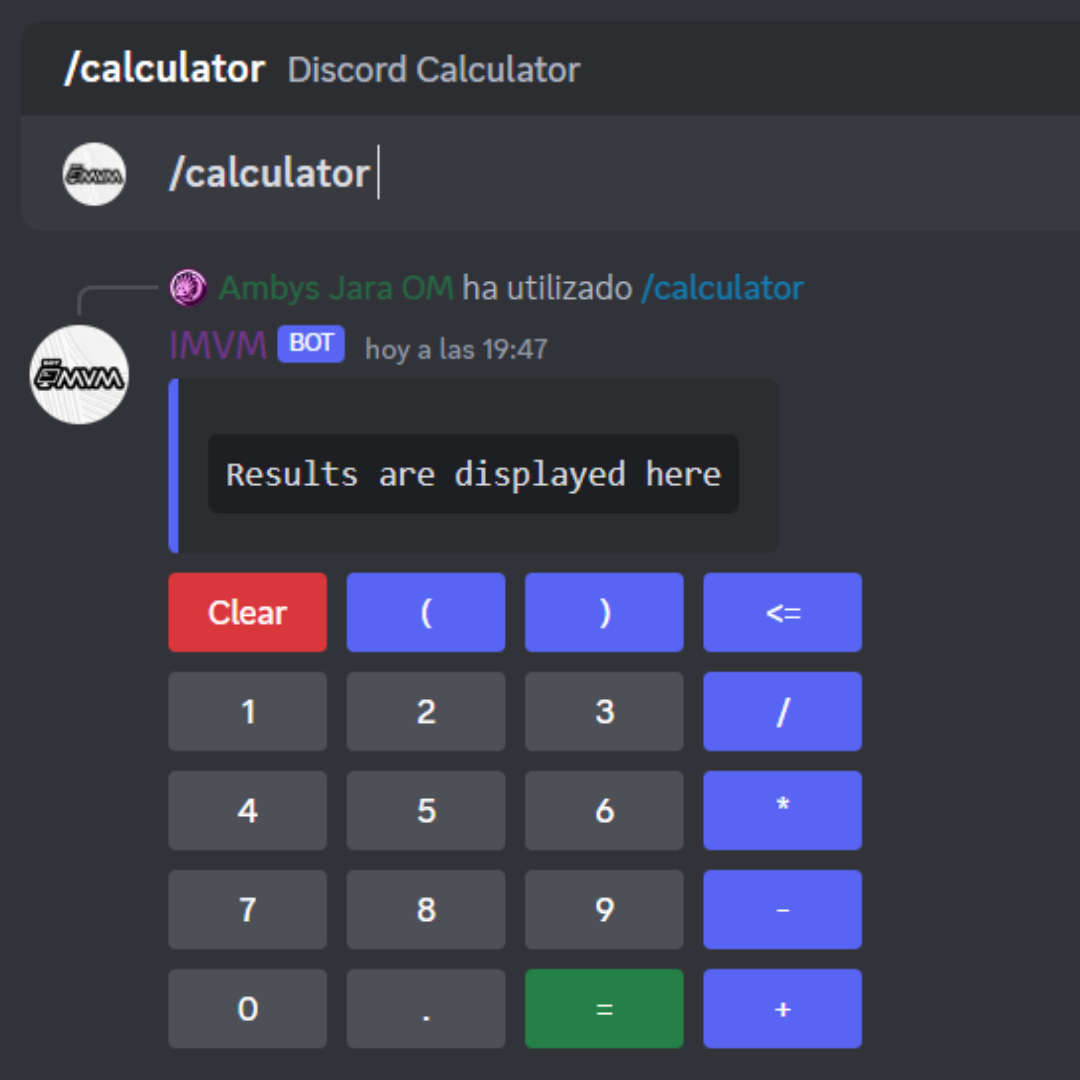 /calculator Discord Calculator
/calculator
Ambys Jara OM ha utilizado /calculator
IMVM BOT hoy a las 19:47
Results are displayed here
Clear ( ) <=
1 2 3 /
4 5 6 *
7 8 9 -
0 . = +